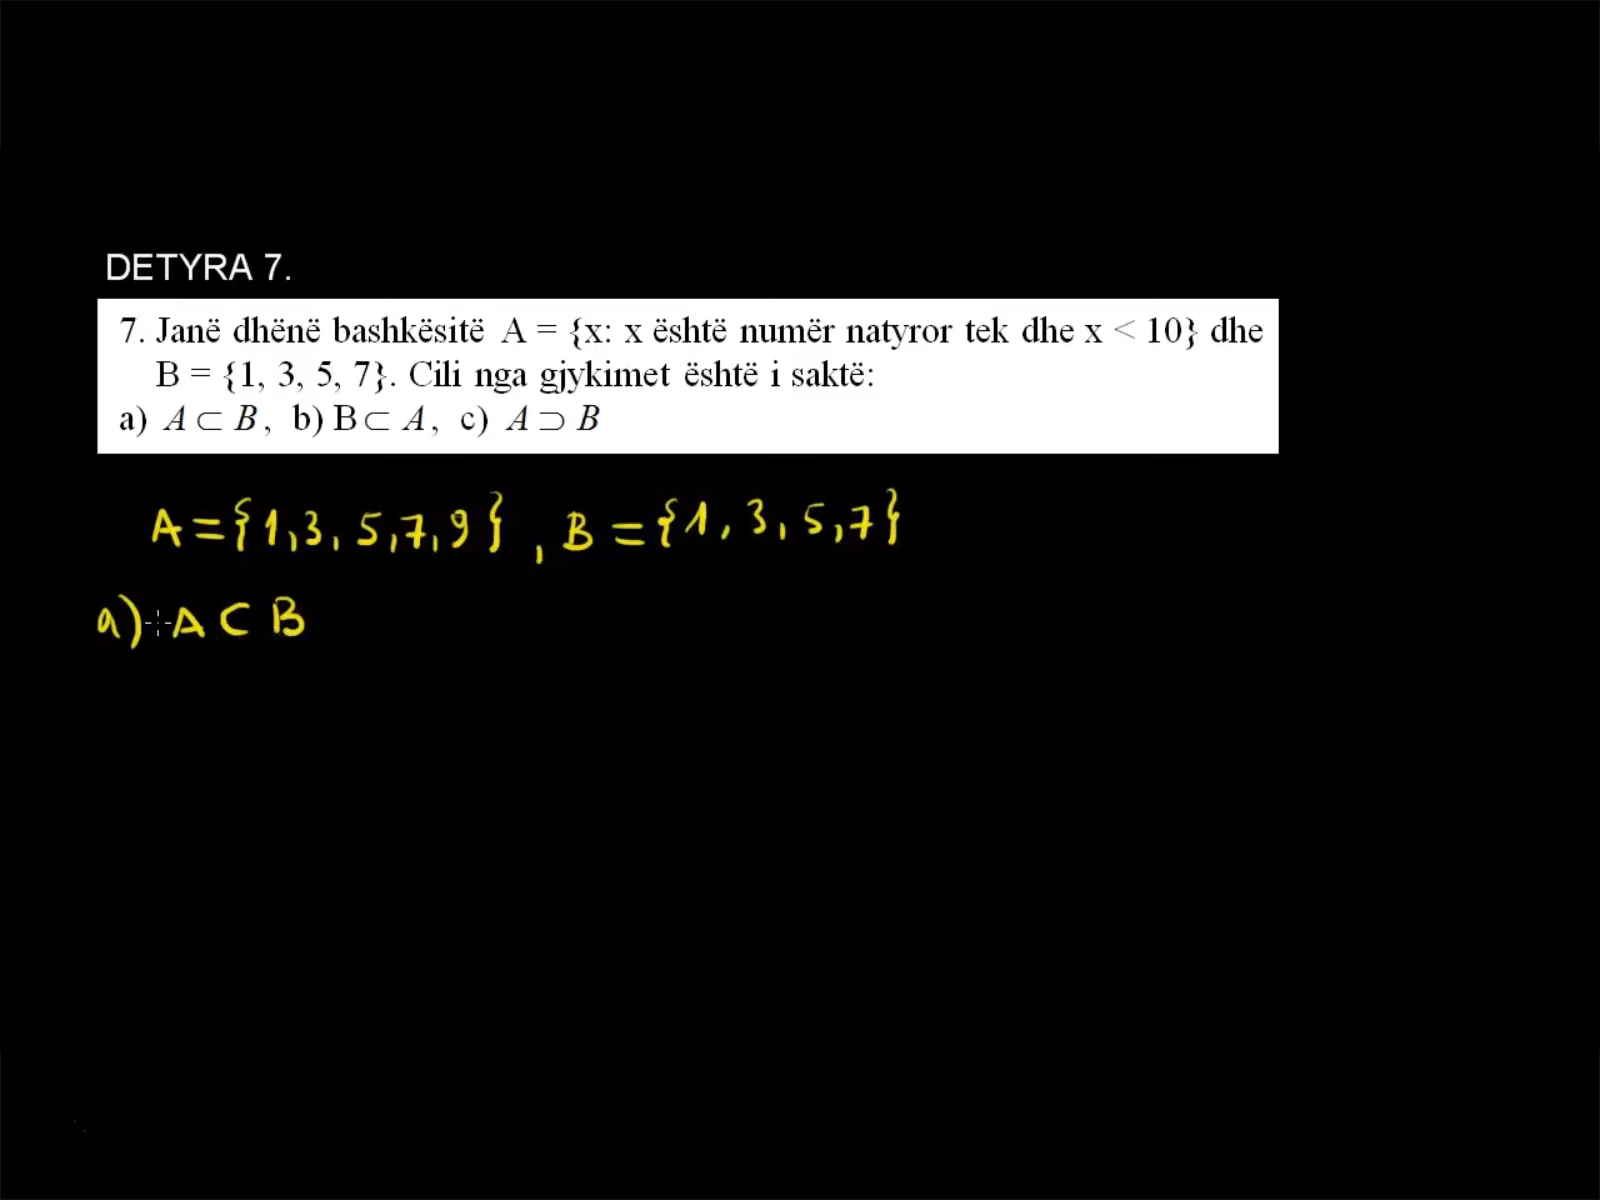 DETYRA 7.
7. Janë dhënë bashkësitë A = {x: x është numër natyror tek dhe x < 10} dhe
B = {1, 3, 5, 7}. Cili nga gjykimet është i saktë:
a) A ⊂ B, b) B⊂ A, c) A ⊃ B
A={1,3,5,7,9}, B={1,3,5,7}
a) A ⊂ B